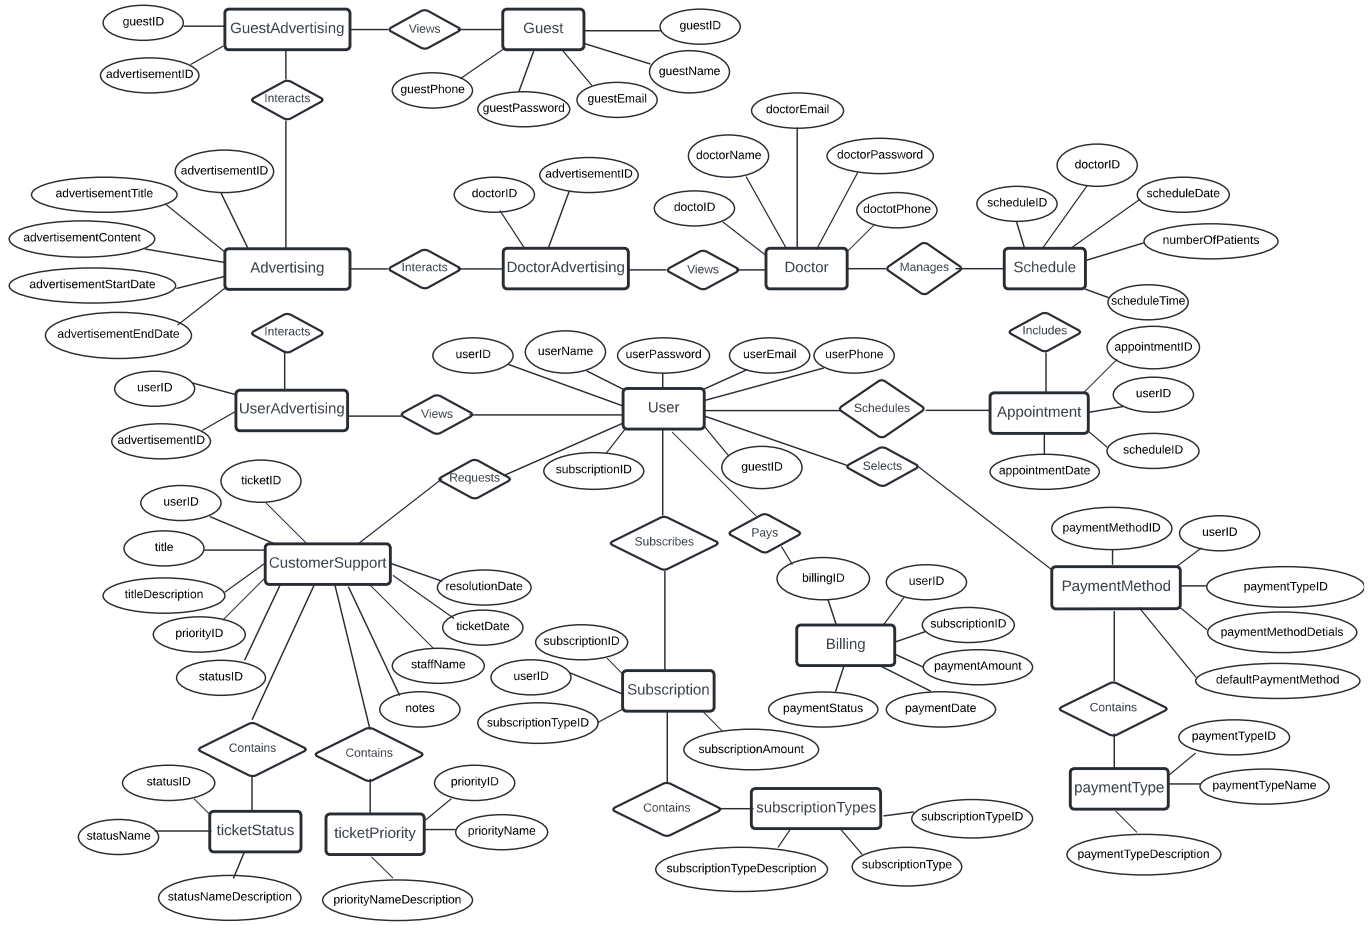 guestID
GuestAdvertising
Views
Guest
guestID
advertisementID
guestPhone
guestPassword
guestEmail
guestName
Interacts
advertisementID
advertisementTitle
advertisementContent
advertisementStartDate
advertisementEndDate
Advertising
Interacts
doctorID
advertisementID
DoctorAdvertising
Views
doctorEmail
doctorName
doctorPassword
doctoID
doctotPhone
Doctor
Manages
doctorID
scheduleID
scheduleDate
numberOfPatients
Schedule
scheduleTime
Interacts
userID
advertisementID
UserAdvertising
Views
userID
userName
userPassword
userEmail
userPhone
User
subscriptionID
guestID
Schedules
Includes
appointmentID
userID
Appointment
scheduleID
appointmentDate
Requests
Selects
ticketID
userID
title
titleDescription
priorityID
statusID
CustomerSupport
resolutionDate
ticketDate
staffName
notes
Subscribes
Pays
billingID
userID
subscriptionID
Billing
paymentAmount
paymentStatus
paymentDate
paymentMethodID
userID
PaymentMethod
paymentTypeID
paymentMethodDetials
defaultPaymentMethod
subscriptionID
userID
subscriptionTypeID
Subscription
subscriptionAmount
Contains
Contains
Contains
paymentTypeID
paymentType
paymentTypeName
paymentTypeDescription
statusID
statusName
ticketStatus
statusNameDescription
priorityID
ticketPriority
priorityName
priorityNameDescription
Contains
subscriptionTypes
subscriptionTypeID
subscriptionTypeDescription
subscriptionType